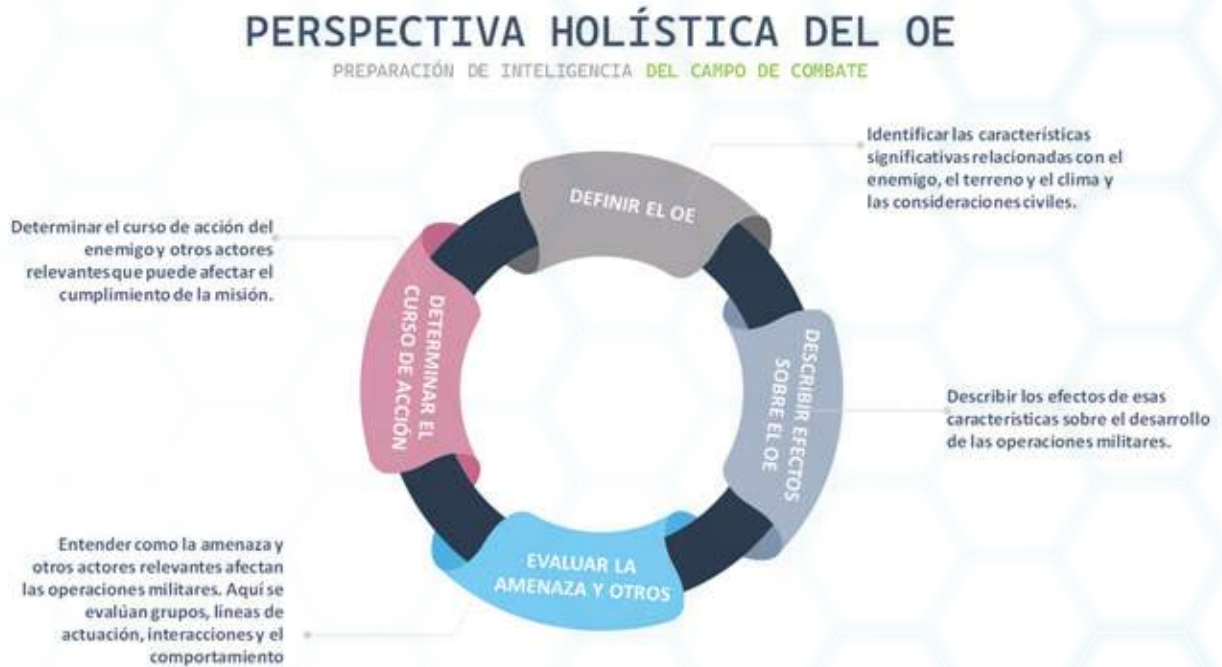 PERSPECTIVA HOLÍSTICA DEL OE
PREPARACIÓN DE INTELIGENCIA DEL CAMPO DE COMBATE
DEFINIR EL OE
Identificar las características
significativas relacionadas con el
enemigo, el terreno y el clima y
las consideraciones civiles.
DESCRIBIR EFECTOS
SOBRE EL OE
Describir los efectos de esas
características sobre el desarrollo
de las operaciones militares.
EVALUAR LA
AMENAZA Y OTROS
Entender como la amenaza y
otros actores relevantes afectan
las operaciones militares. Aquí se
evalúan grupos, líneas de
actuación, interacciones y el
comportamiento
DETERMINAR EL
CURSO DE ACCIÓN
Determinar el curso de acción del
enemigo y otros actores
relevantes que puede afectar el
cumplimiento de la misión.